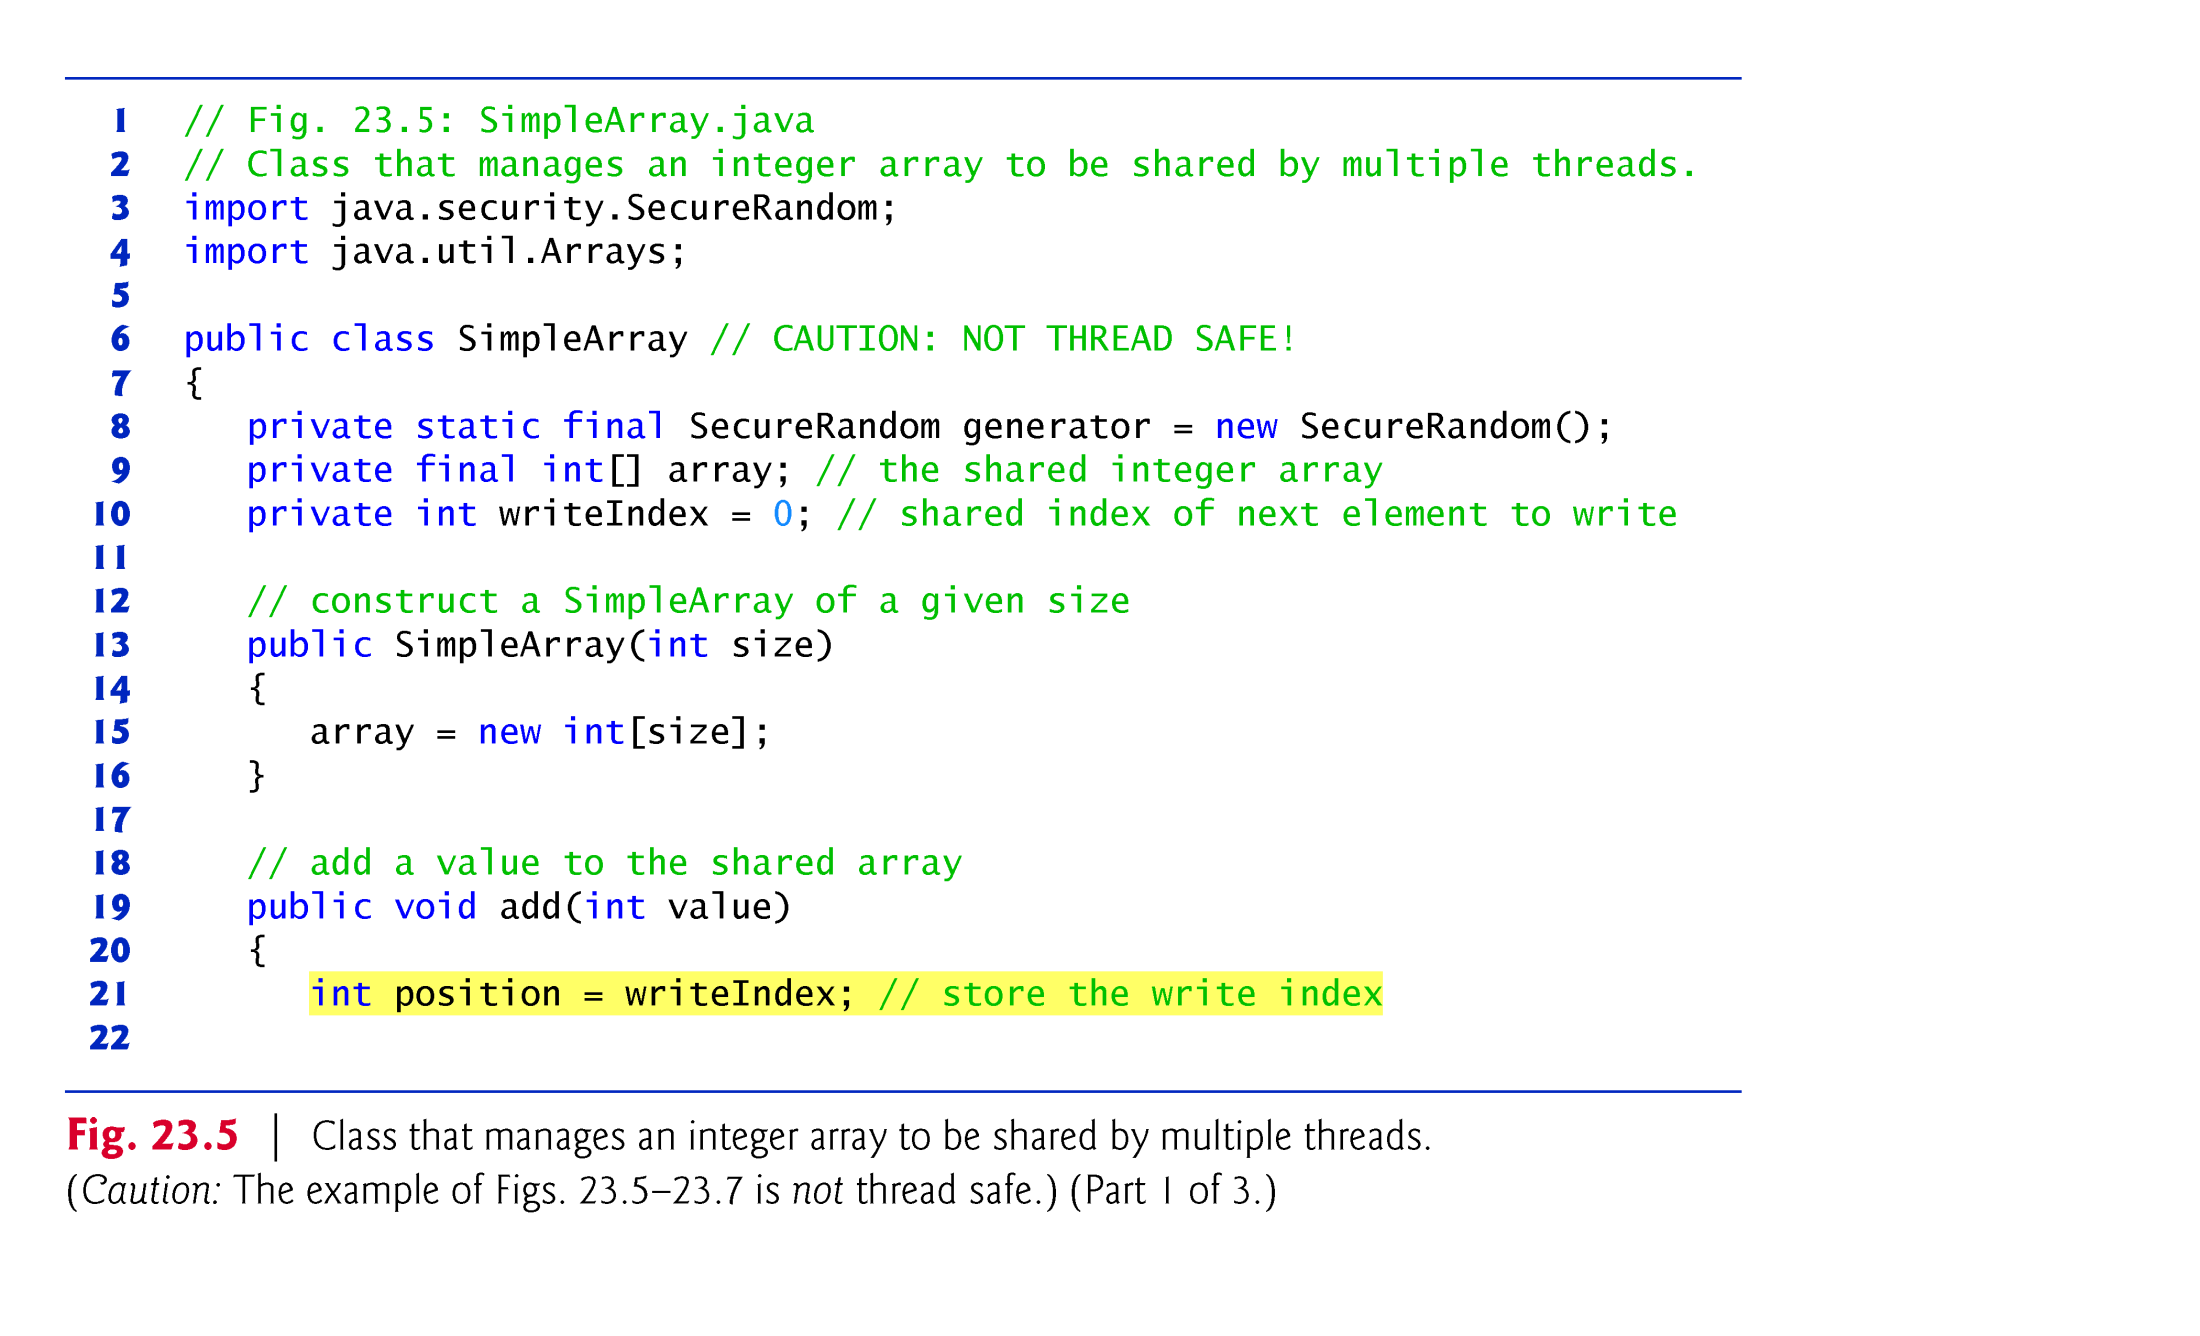 1 // Fig. 23.5: SimpleArray.java
2 // Class that manages an integer array to be shared by multiple threads.
3 import java.security.SecureRandom;
4 import java.util.Arrays;
5
6 public class SimpleArray // CAUTION: NOT THREAD SAFE!
7 {
8    private static final SecureRandom generator = new SecureRandom();
9    private final int[] array; // the shared integer array
10    private int writeIndex = 0; // shared index of next element to write
11
12    // construct a SimpleArray of a given size
13    public SimpleArray(int size)
14    {
15       array = new int[size];
16    }
17
18    // add a value to the shared array
19    public void add(int value)
20    {
21       int position = writeIndex; // store the write index
22
Fig. 23.5 | Class that manages an integer array to be shared by multiple threads.
(Caution: The example of Figs. 23.5–23.7 is not thread safe.) (Part 1 of 3.)